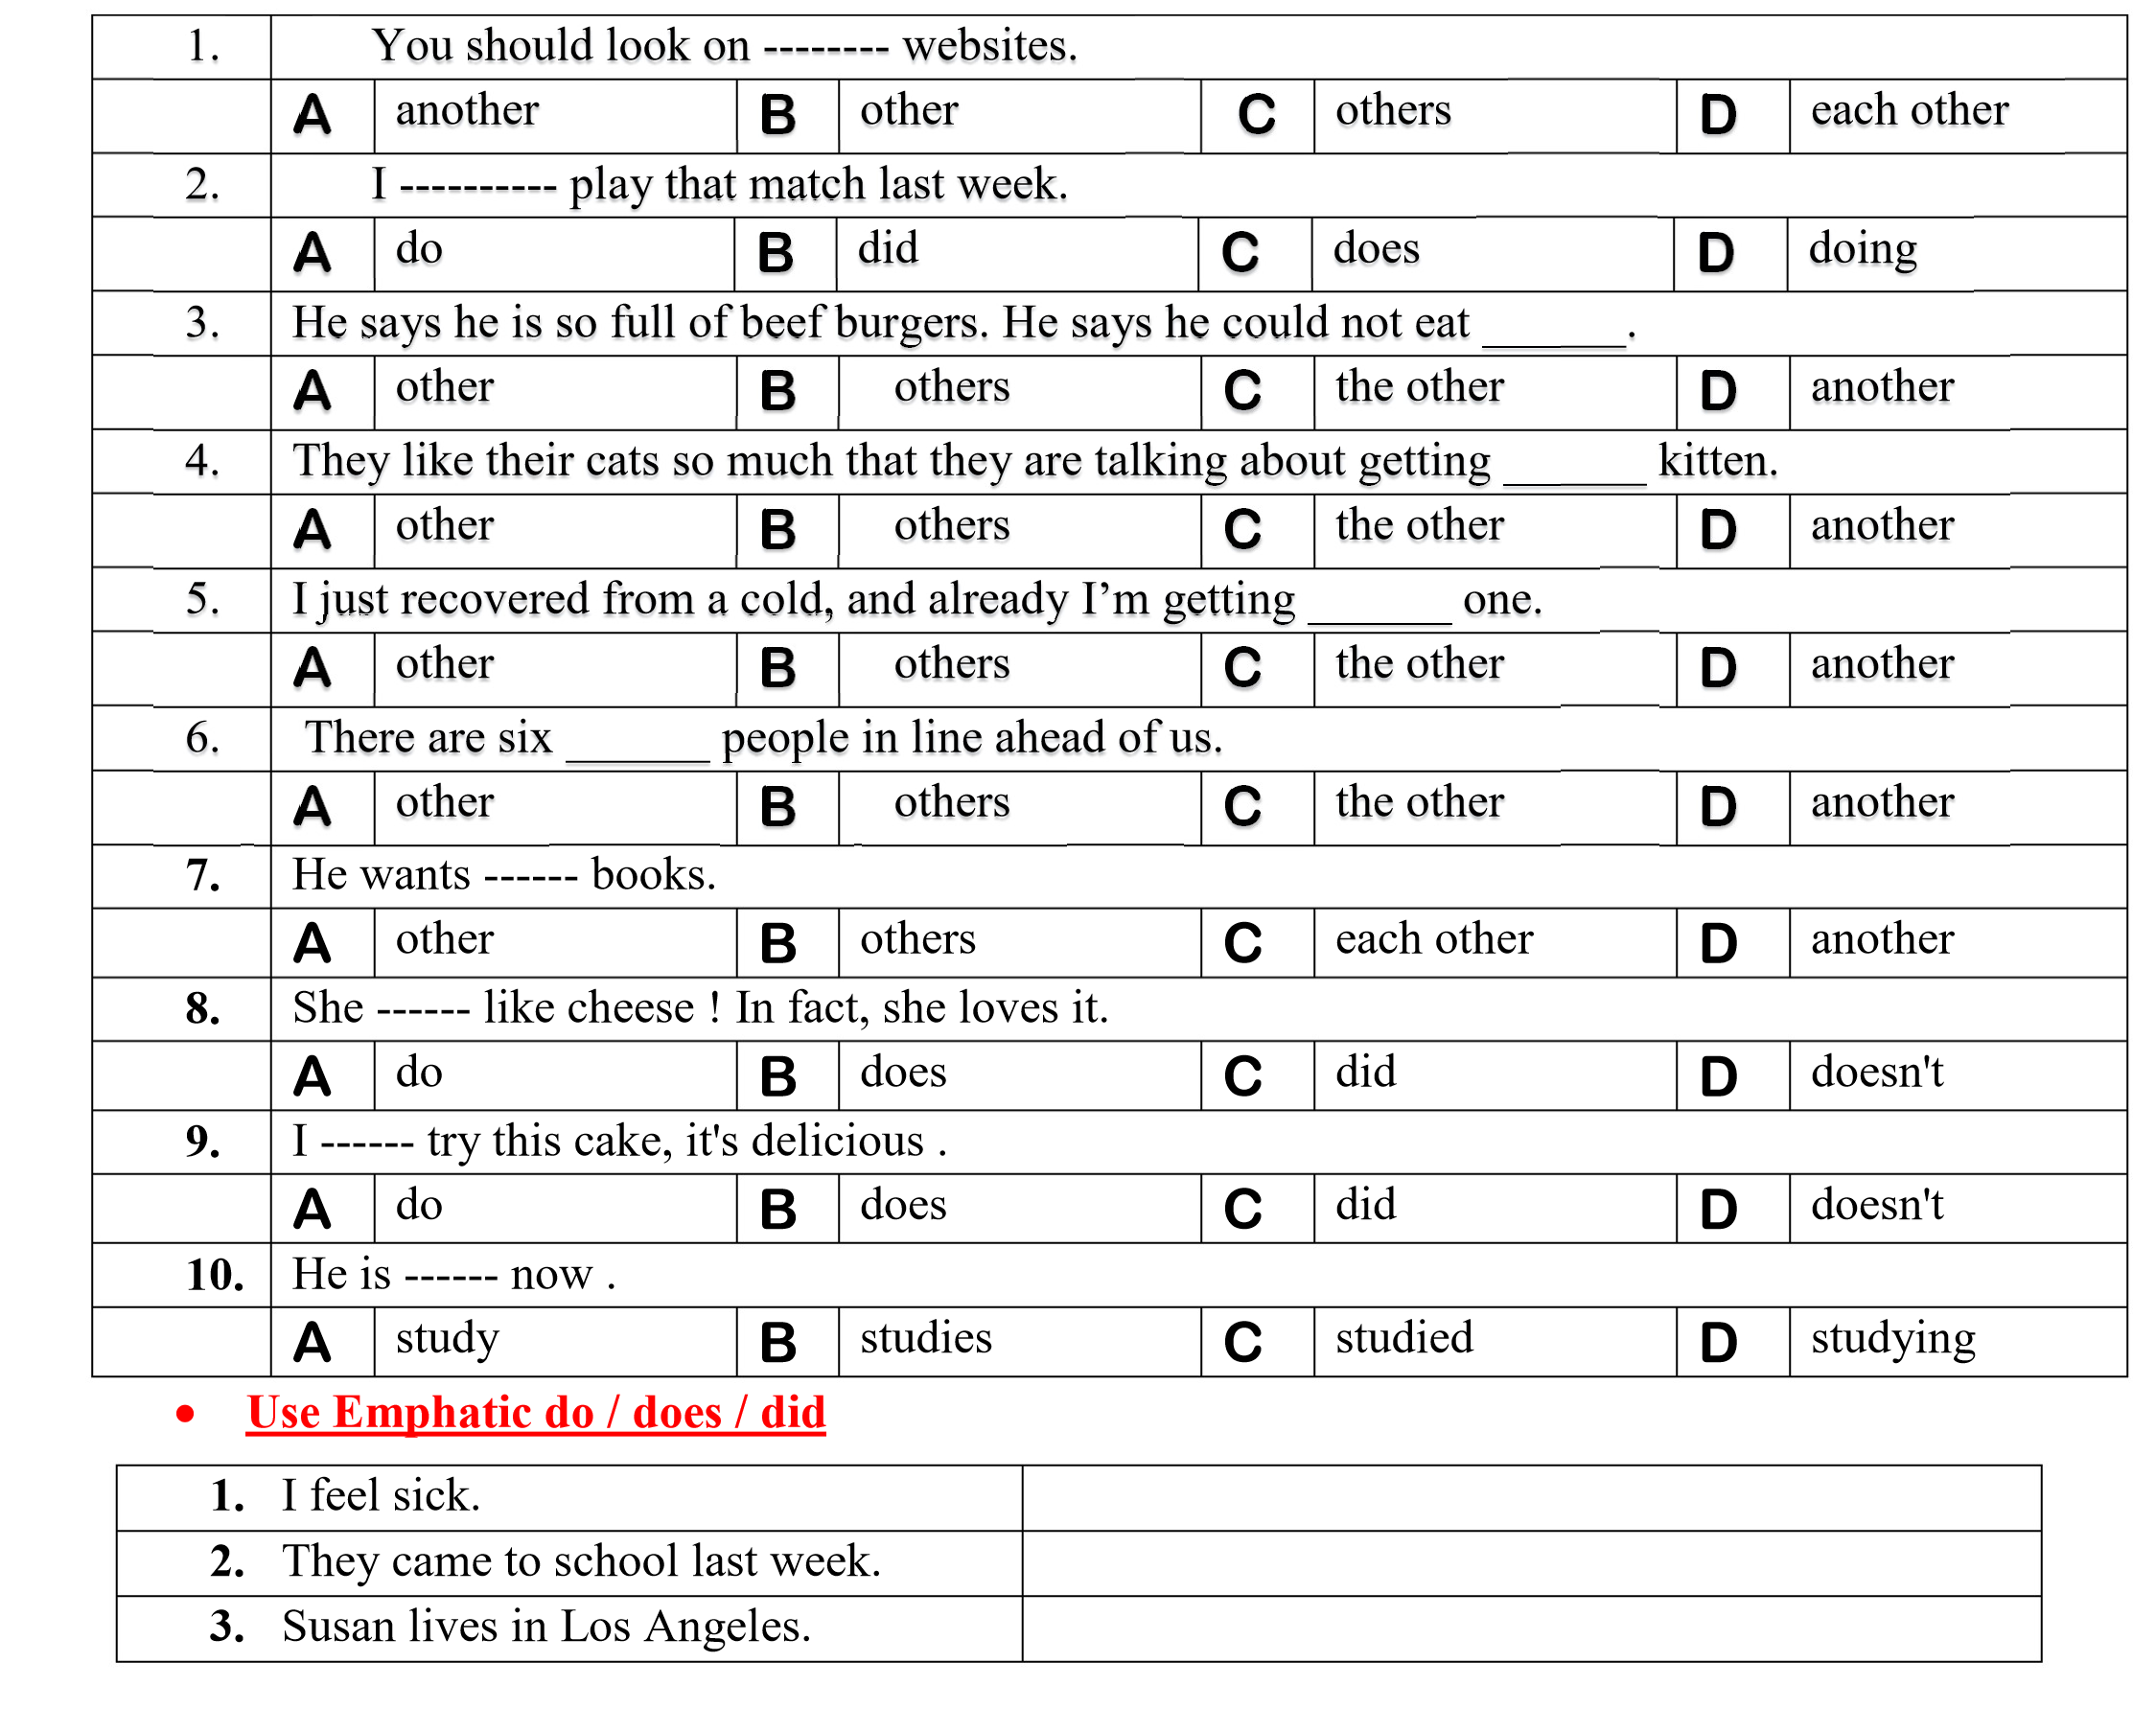 1. You should look on -------- websites.
A another B other C others D each other
2. I ---------- play that match last week.
A do B did C does D doing
3. He says he is so full of beef burgers. He says he could not eat ______.
A other B others C the other D another
4. They like their cats so much that they are talking about getting ______ kitten.
A other B others C the other D another
5. I just recovered from a cold, and already I’m getting ______ one.
A other B others C the other D another
6. There are six ______ people in line ahead of us.
A other B others C the other D another
7. He wants ------ books.
A other B others C each other D another
8. She ------ like cheese ! In fact, she loves it.
A do B does C did D doesn't
9. I ------ try this cake, it's delicious .
A do B does C did D doesn't
10. He is ------ now .
A study B studies C studied D studying
• Use Emphatic do / does / did
1. I feel sick.
2. They came to school last week.
3. Susan lives in Los Angeles.